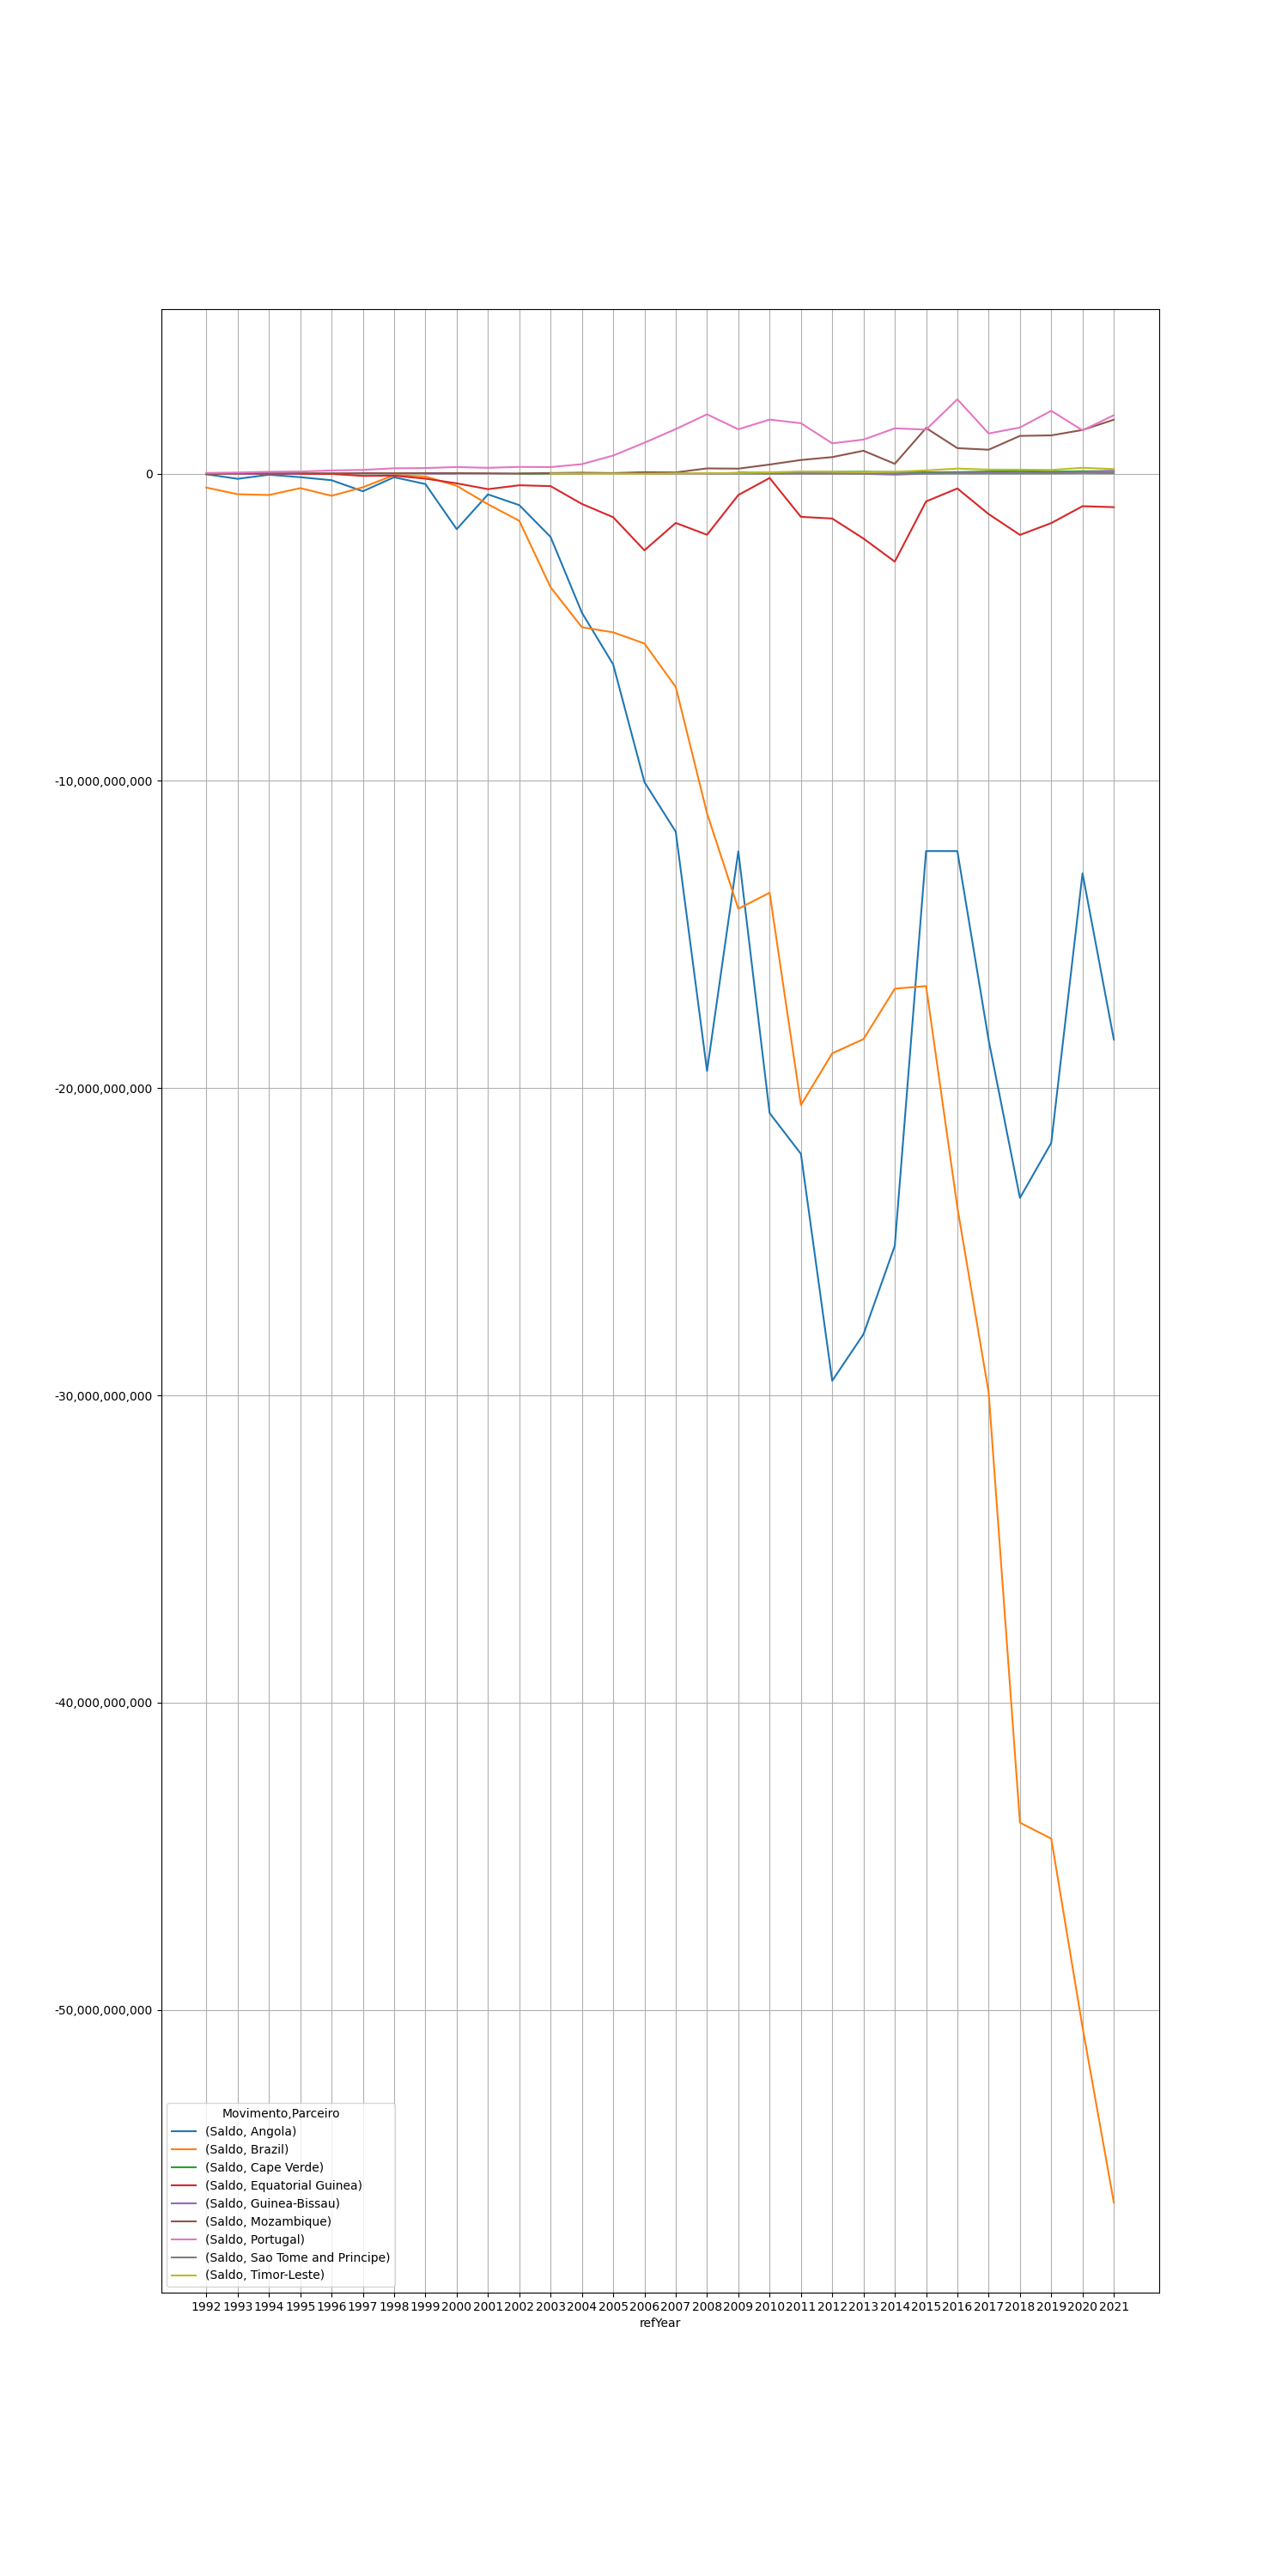 0
-10,000,000,000
-20,000,000,000
-30,000,000,000
-40,000,000,000
-50,000,000,000
Movimento,Parceiro
(Saldo, Angola)
(Saldo, Brazil)
(Saldo, Cape Verde)
(Saldo, Equatorial Guinea)
(Saldo, Guinea-Bissau)
(Saldo, Mozambique)
(Saldo, Portugal)
(Saldo, Sao Tome and Principe)
(Saldo, Timor-Leste)
1992 1993 1994 1995 1996 1997 1998 1999 2000 2001 2002 2003 2004 2005 2006 2007 2008 2009 2010 2011 2012 2013 2014 2015 2016 2017 2018 2019 2020 2021
refYear